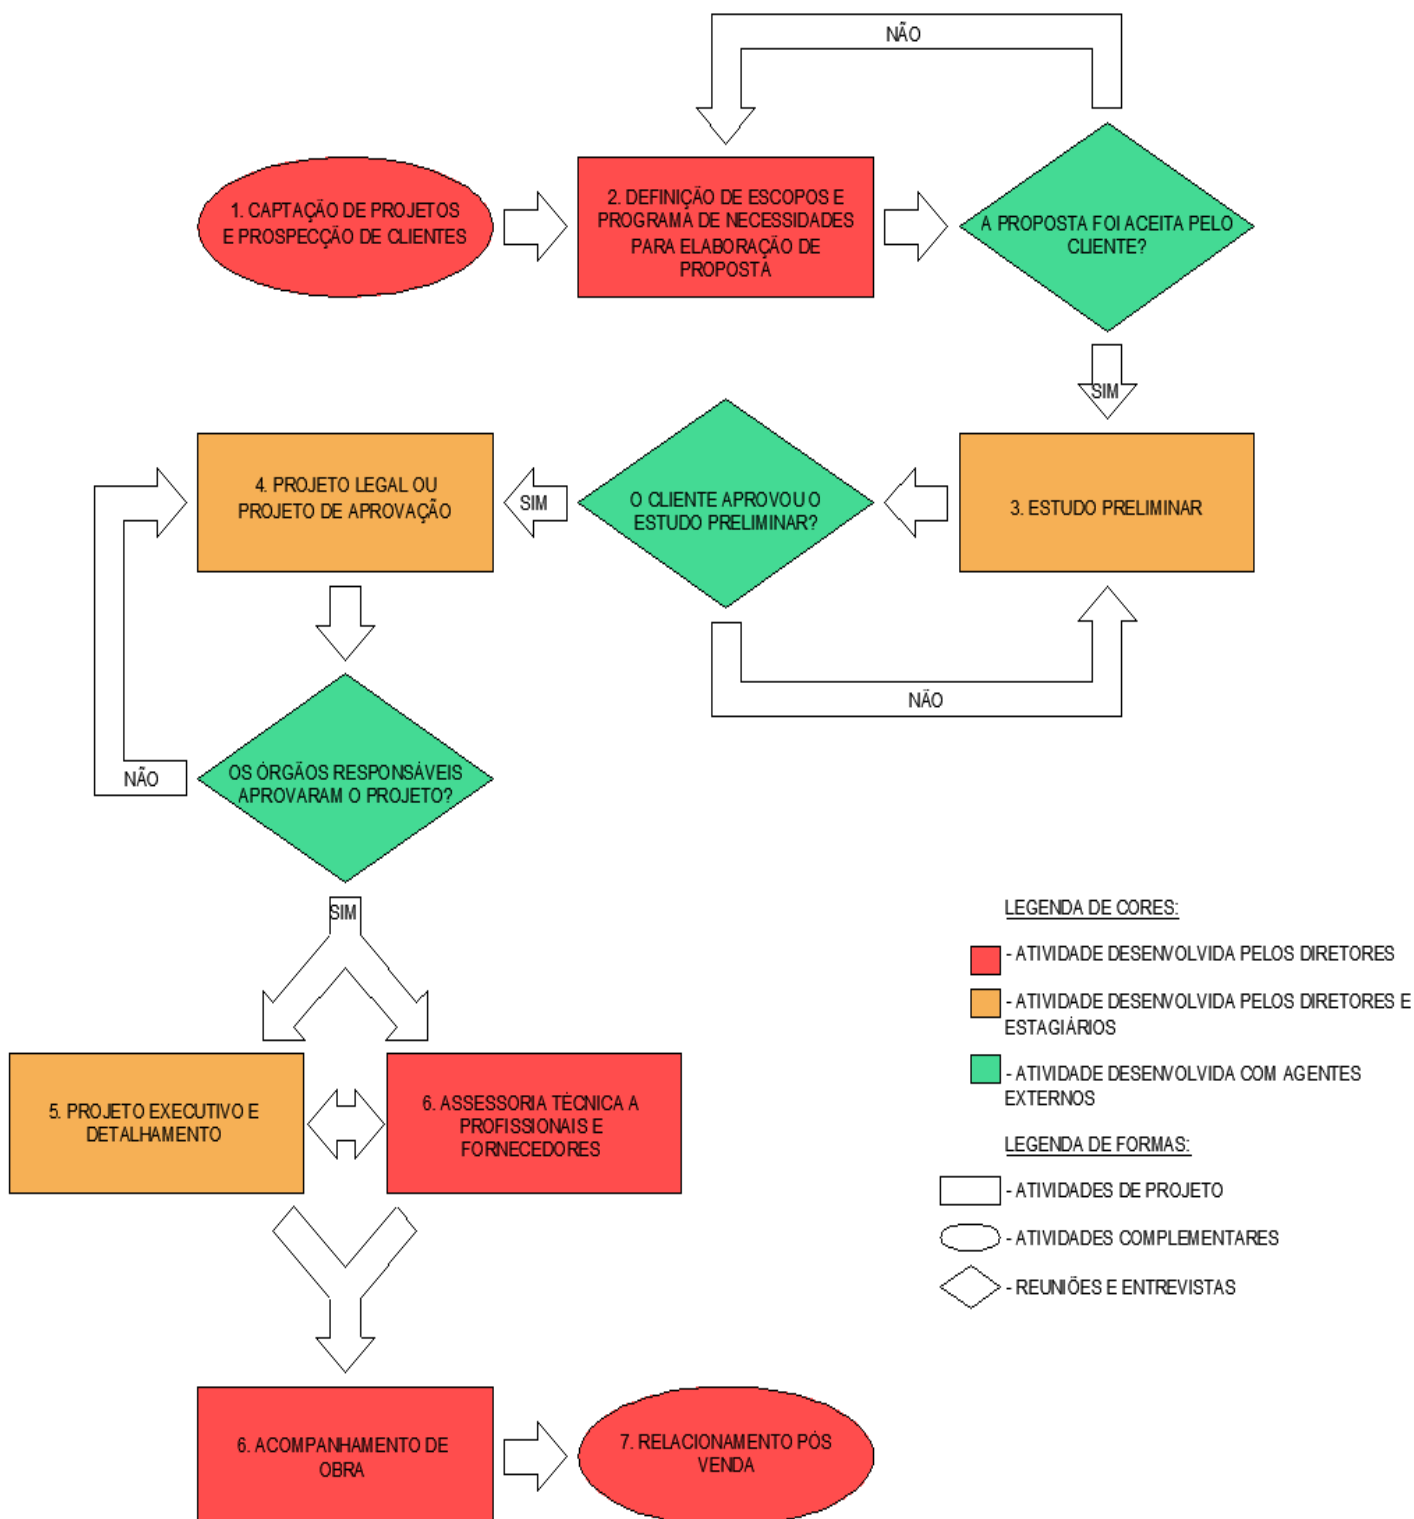 NÃO
1. CAPTAÇÃO DE PROJETOS
E PROSPECÇÃO DE CLIENTES
2. DEFINIÇÃO DE ESCOPOS E
PROGRAMA DE NECESSIDADES
PARA ELABORAÇÃO DE
PROPOSTA
A PROPOSTA FOI ACEITA PELO
CLIENTE?
SIM
3. ESTUDO PRELIMINAR
O CLIENTE APROVOU O
ESTUDO PRELIMINAR?
SIM
NÃO
4. PROJETO LEGAL OU
PROJETO DE APROVAÇÃO
OS ÓRGÃOS RESPONSÁVEIS
APROVARAM O PROJETO?
NÃO
SIM
5. PROJETO EXECUTIVO E
DETALHAMENTO
6. ASSESSORIA TÉCNICA A
PROFISSIONAIS E
FORNECEDORES
6. ACOMPANHAMENTO DE
OBRA
7. RELACIONAMENTO PÓS
VENDA
LEGENDA DE CORES:
- ATIVIDADE DESENVOLVIDA PELOS DIRETORES
- ATIVIDADE DESENVOLVIDA PELOS DIRETORES E
ESTAGIÁRIOS
- ATIVIDADE DESENVOLVIDA COM AGENTES
EXTERNOS
LEGENDA DE FORMAS:
- ATIVIDADES DE PROJETO
- ATIVIDADES COMPLEMENTARES
- REUNIÕES E ENTREVISTAS